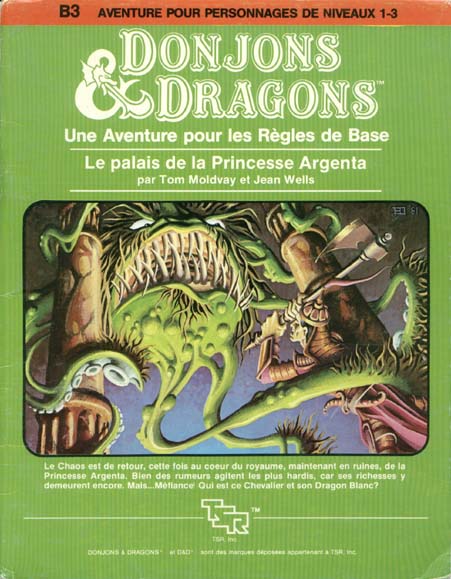 B3 AVENTURE POUR PERSONNAGES DE NIVEAUX 1-3
DONJONS
& DRAGONS™
Une Aventure pour les Règles de Base
Le palais de la Princesse Argenta
par Tom Moldvay et Jean Wells
Le Chaos est de retour, cette fois au coeur du royaume, maintenant en ruines, de la
Princesse Argenta. Bien des rumeurs agitent les plus hardis, car ses richesses y
demeurent encore. Mais...Méfiance! Qui est ce Chevalier et son Dragon Blanc?
TSR™
TSR, Inc.
DONJONS & DRAGONS® et D&D® sont des marques déposées appartenant à TSR, Inc.